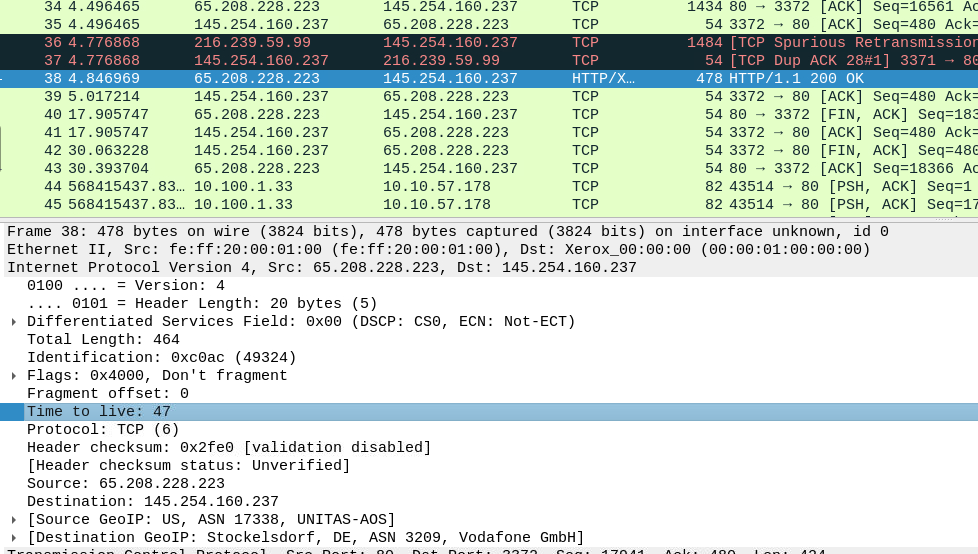 34 4.496465 65.208.228.223 145.254.160.237 TCP 1434 80 → 3372 [ACK] Seq=16561 Ac
35 4.496465 145.254.160.237 65.208.228.223 TCP 54 3372 → 80 [ACK] Seq=480 Ack=
36 4.776868 216.239.59.99 145.254.160.237 TCP 1484 [TCP Spurious Retransmission
37 4.776868 145.254.160.237 216.239.59.99 TCP 54 [TCP Dup ACK 28#1] 3371 → 80
38 4.846969 65.208.228.223 145.254.160.237 HTTP/X… 478 HTTP/1.1 200 OK
39 5.017214 145.254.160.237 65.208.228.223 TCP 54 3372 → 80 [ACK] Seq=480 Ack=
40 17.905747 65.208.228.223 145.254.160.237 TCP 54 80 → 3372 [FIN, ACK] Seq=183
41 17.905747 145.254.160.237 65.208.228.223 TCP 54 3372 → 80 [ACK] Seq=480 Ack=
42 30.063228 145.254.160.237 65.208.228.223 TCP 54 3372 → 80 [FIN, ACK] Seq=480
43 30.393704 65.208.228.223 145.254.160.237 TCP 54 80 → 3372 [ACK] Seq=18366 Ac
44 568415437.83… 10.100.1.33 10.10.57.178 TCP 82 43514 → 80 [PSH, ACK] Seq=1
45 568415437.83… 10.100.1.33 10.10.57.178 TCP 82 43514 → 80 [PSH, ACK] Seq=17
Frame 38: 478 bytes on wire (3824 bits), 478 bytes captured (3824 bits) on interface unknown, id 0
Ethernet II, Src: fe:ff:20:00:01:00 (fe:ff:20:00:01:00), Dst: Xerox_00:00:00 (00:00:01:00:00:00)
Internet Protocol Version 4, Src: 65.208.228.223, Dst: 145.254.160.237
0100 .... = Version: 4
.... 0101 = Header Length: 20 bytes (5)
Differentiated Services Field: 0x00 (DSCP: CS0, ECN: Not-ECT)
Total Length: 464
Identification: 0xc0ac (49324)
Flags: 0x4000, Don't fragment
Fragment offset: 0
Time to live: 47
Protocol: TCP (6)
Header checksum: 0x2fe0 [validation disabled]
[Header checksum status: Unverified]
Source: 65.208.228.223
Destination: 145.254.160.237
[Source GeoIP: US, ASN 17338, UNITAS-AOS]
[Destination GeoIP: Stockelsdorf, DE, ASN 3209, Vodafone GmbH]
Transmission Control Protocol, Src Port: 80, Dst Port: 3372, Seq: 17941, Ack: 480, Len: 424